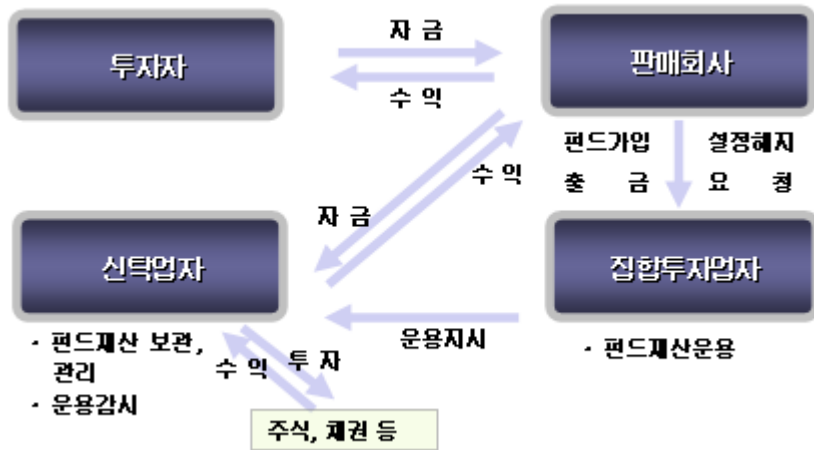 자 금
투자자
판매회사
수 익
펀드가입 설정해지
출 금 요 청
수 익
자 금
신탁업자
집합투자업자
운용지시
· 펀드재산 보관,
관리
· 운용감시
수 익
투 자
· 펀드재산운용
주식, 채권 등